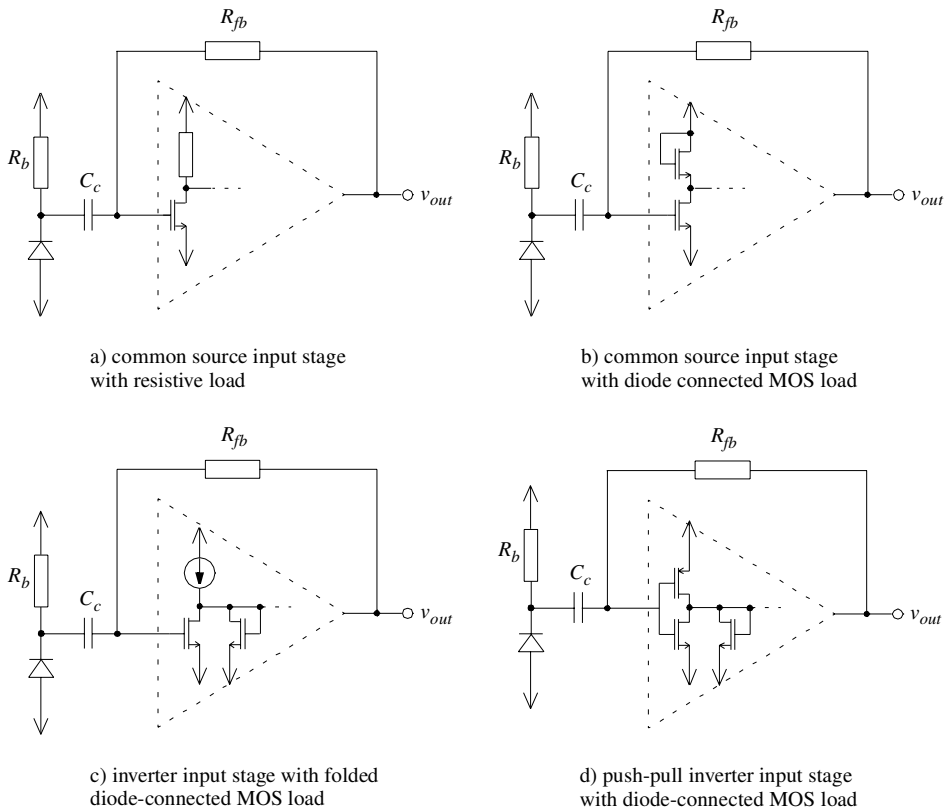 R_fb
R_b
C_c
v_out
a) common source input stage
with resistive load
R_fb
R_b
C_c
v_out
b) common source input stage
with diode connected MOS load
R_fb
R_b
C_c
v_out
c) inverter input stage with folded
diode-connected MOS load
R_fb
R_b
C_c
v_out
d) push-pull inverter input stage
with diode-connected MOS load